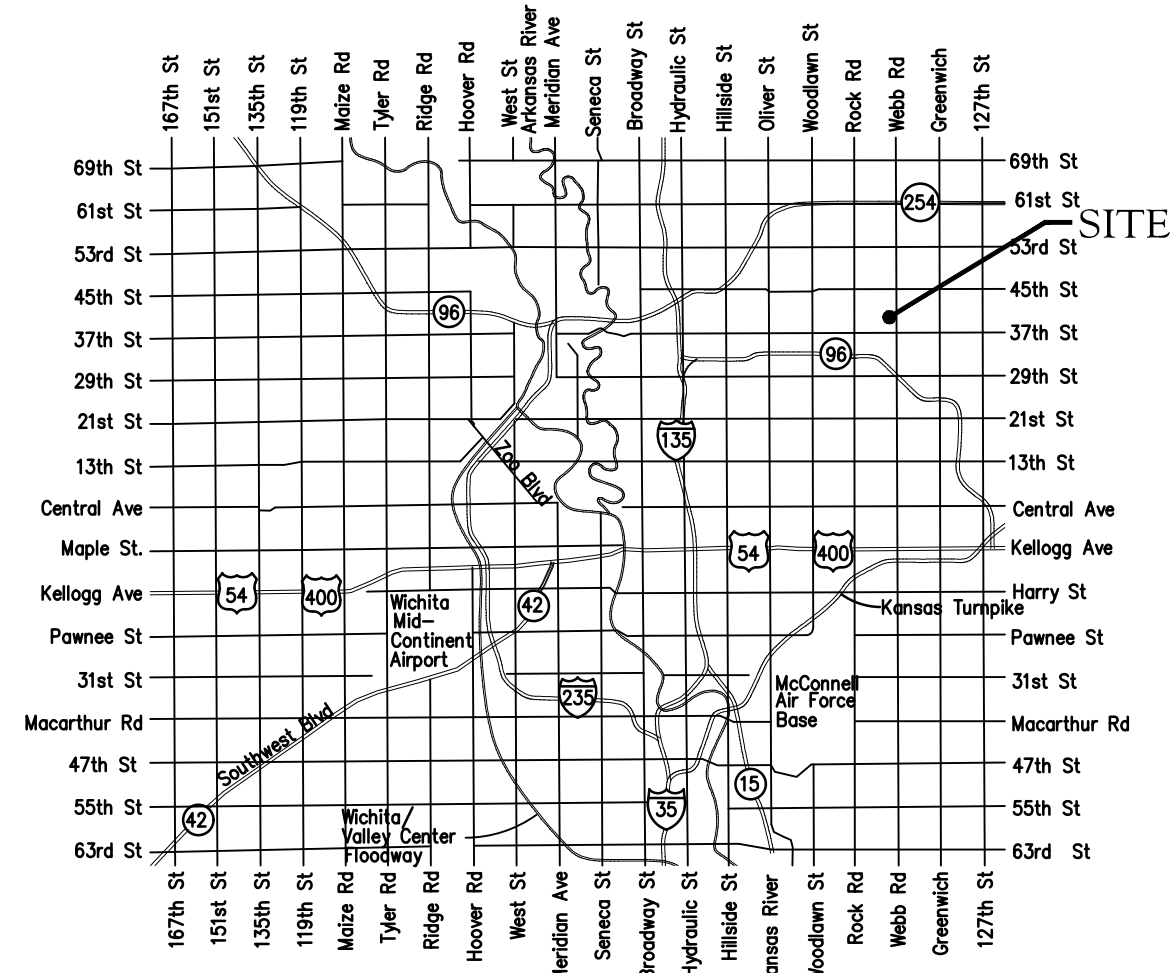 167th St
151st St
135th St
119th St
Maize Rd
Tyler Rd
Ridge Rd
Hoover Rd
West St
Arkansas River
Meridian Ave
Seneca St
Broadway St
Hydraulic St
Hillside St
Oliver St
Woodlawn St
Rock Rd
Webb Rd
Greenwich
127th St
69th St
61st St
53rd St
45th St
37th St
29th St
21st St
13th St
Central Ave
Maple St.
Kellogg Ave
Pawnee St
31st St
Macarthur Rd
47th St
55th St
63rd St
69th St
61st St
53rd St
45th St
37th St
29th St
21st St
13th St
Central Ave
Kellogg Ave
Harry St
Pawnee St
31st St
Macarthur Rd
47th St
55th St
63rd St
SITE
254
96
96
135
Zoo Blvd
54
400
54
400
42
Kansas Turnpike
Wichita
Mid-
Continent
Airport
235
McConnell
Air Force
Base
Southwest Blvd
15
35
42
Wichita/
Valley Center
Floodway
167th St
151st St
135th St
119th St
Maize Rd
Tyler Rd
Ridge Rd
Hoover Rd
West St
eridian Ave
Seneca St
roadway St
Hydraulic St
Hillside St
ansas River
oodlawn St
Rock Rd
Webb Rd
Greenwich
127th St